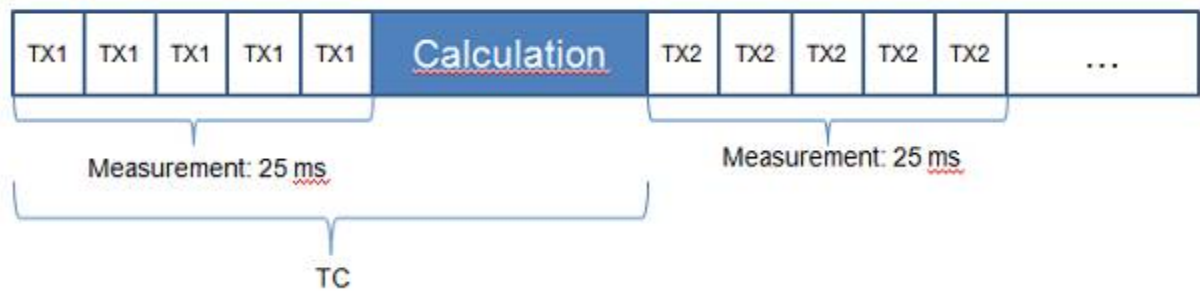 TX1 TX1 TX1 TX1 TX1 Calculation TX2 TX2 TX2 TX2 TX2 ...
Measurement: 25 ms Measurement: 25 ms
TC